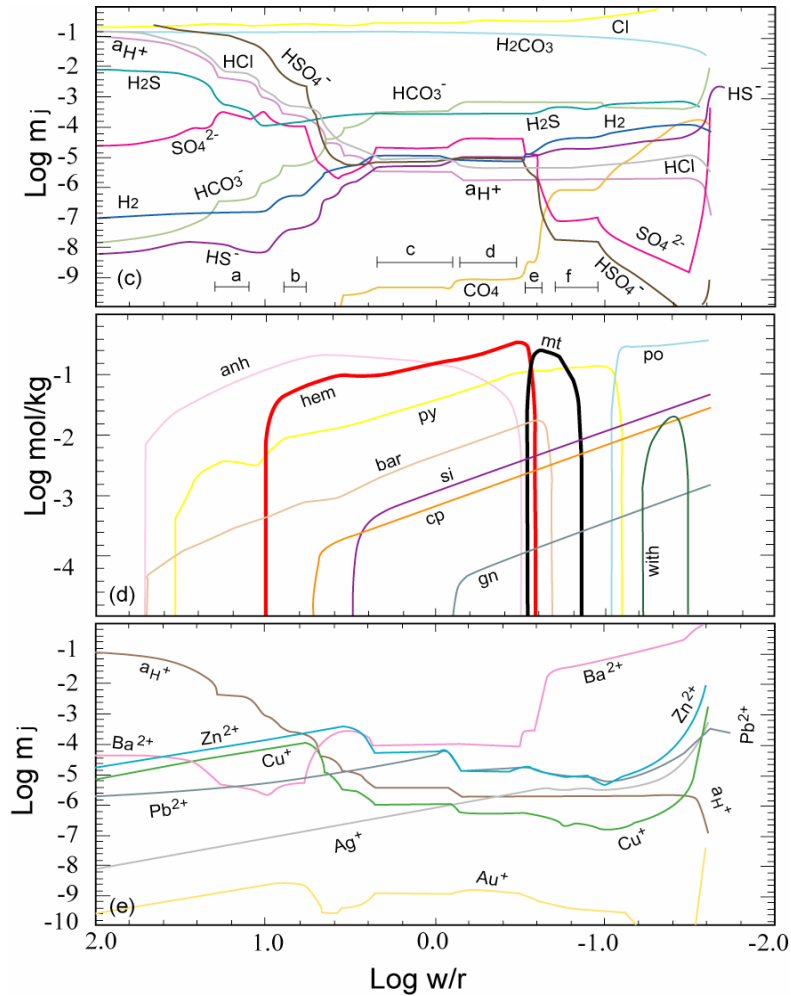 Log mj
-1
-2
-3
-4
-5
-6
-7
-8
-9
Cl
H2CO3
aH+
HCl
HSO4-
H2S
HCO3-
HS-
H2S
H2
SO42-
HCO3-
HCl
aH+
H2
HS-
SO42-
HSO4-
a
b
c
d
e
f
CO4
(c)
Log mol/kg
-1
-2
-3
-4
anh
hem
mt
po
py
bar
si
cp
gn
with
(d)
Log mj
-1
-2
-3
-4
-5
-6
-7
-8
-9
-10
aH+
Ba2+
Zn2+
Ba2+
Zn2+
Cu+
Pb2+
Pb2+
aH+
Ag+
Cu+
Au+
(e)
2.0 1.0 0.0 -1.0 -2.0
Log w/r